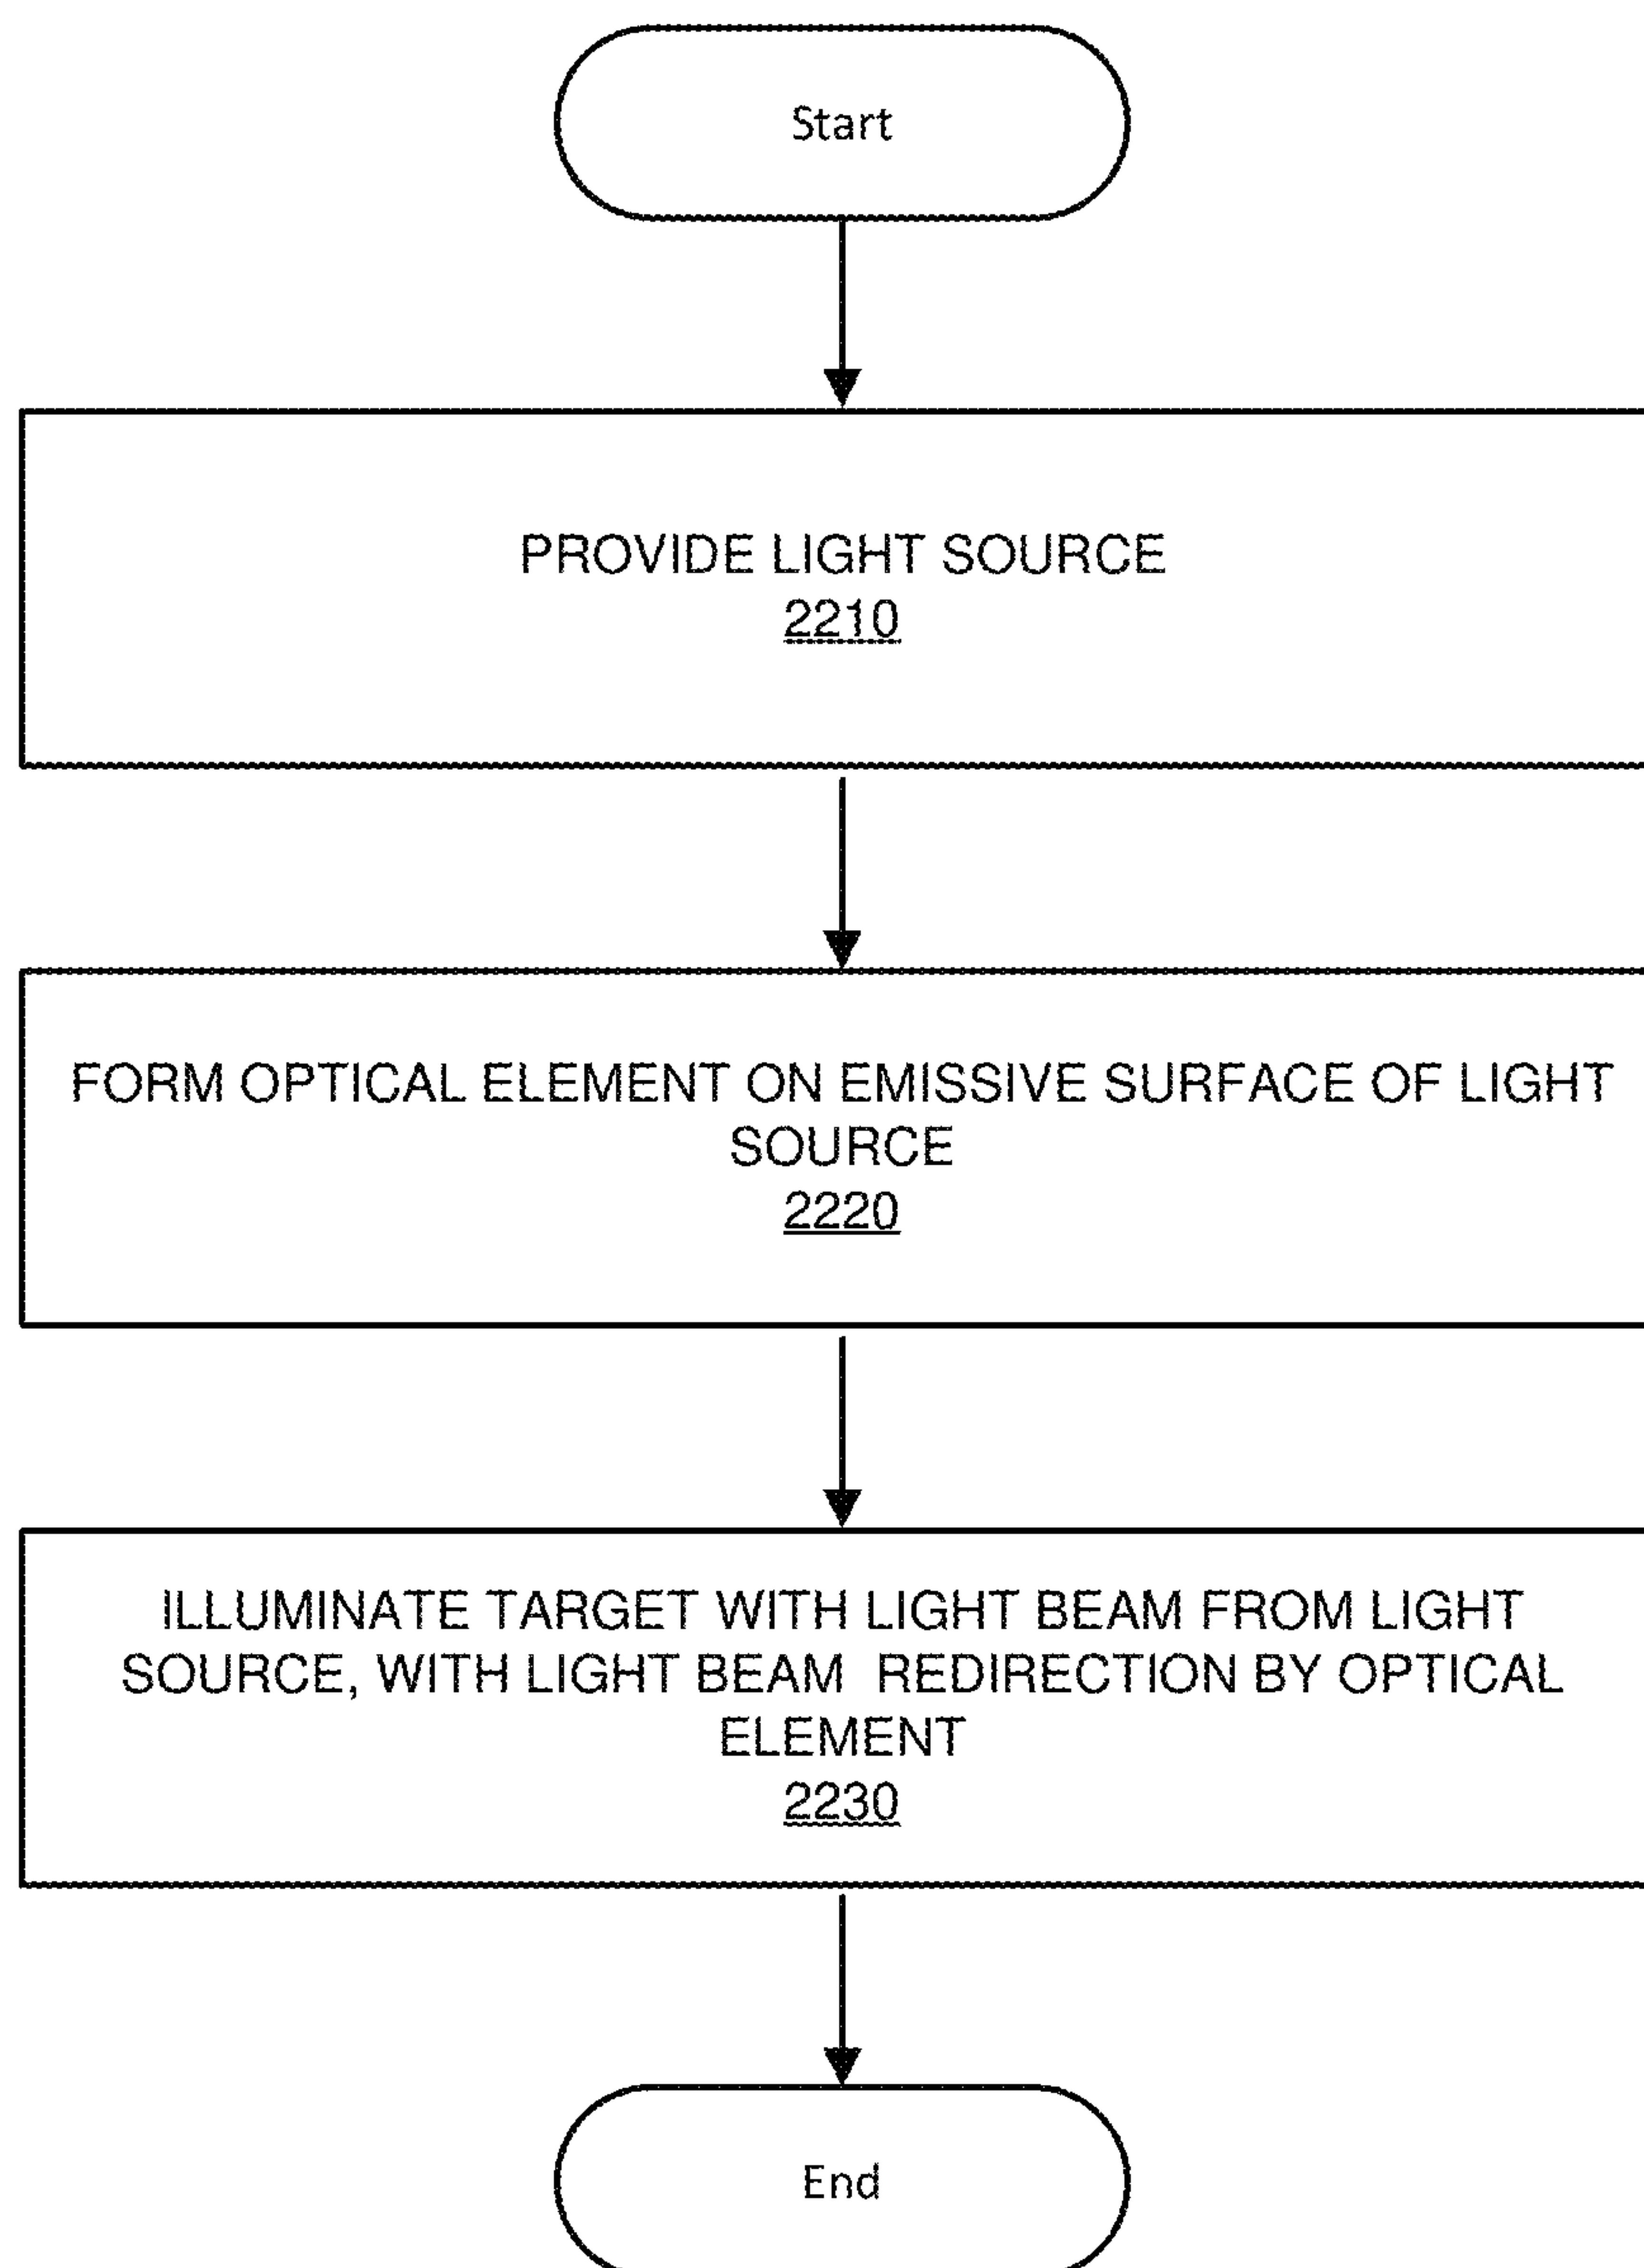 Start
PROVIDE LIGHT SOURCE
2210
FORM OPTICAL ELEMENT ON EMISSIVE SURFACE OF LIGHT
SOURCE
2220
ILLUMINATE TARGET WITH LIGHT BEAM FROM LIGHT
SOURCE, WITH LIGHT BEAM  REDIRECTION BY OPTICAL
ELEMENT
2230
End